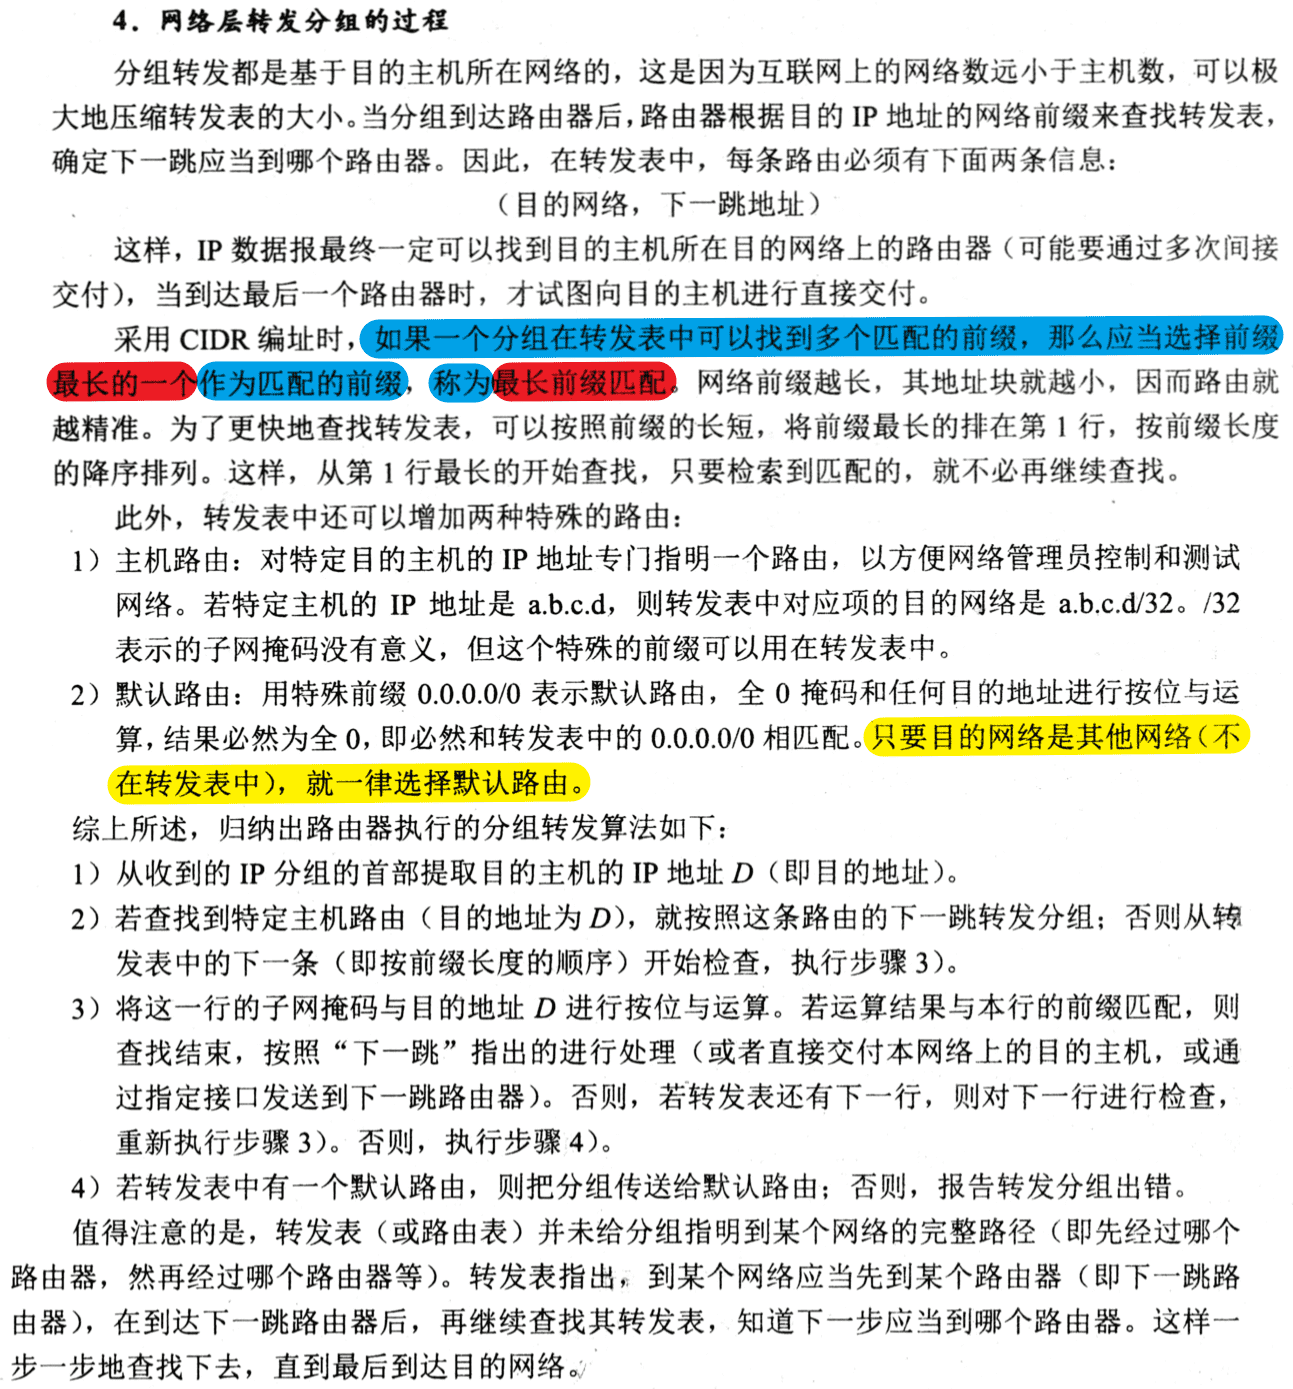 4．网络层转发分组的过程
分组转发都是基于目的主机所在网络的，这是因为互联网上的网络数远小于主机数，可以极
大地压缩转发表的大小。当分组到达路由器后，路由器根据目的 IP 地址的网络前缀来查找转发表，
确定下一跳应当到哪个路由器。因此，在转发表中，每条路由必须有下面两条信息：
（目的网络，下一跳地址）
这样，IP 数据报最终一定可以找到目的主机所在目的网络上的路由器（可能要通过多次间接
交付），当到达最后一个路由器时，才试图向目的主机进行直接交付。
采用 CIDR 编址时，如果一个分组在转发表中可以找到多个匹配的前缀，那么应当选择前缀
最长的一个作为匹配的前缀，称为最长前缀匹配。网络前缀越长，其地址块就越小，因而路由就
越精准。为了更快地查找转发表，可以按照前缀的长短，将前缀最长的排在第 1 行，按前缀长度
的降序排列。这样，从第 1 行最长的开始查找，只要检索到匹配的，就不必再继续查找。
此外，转发表中还可以增加两种特殊的路由：
1）主机路由：对特定目的主机的 IP 地址专门指明一个路由，以方便网络管理员控制和测试
网络。若特定主机的 IP 地址是 a.b.c.d，则转发表中对应项的目的网络是 a.b.c.d/32。/32
表示的子网掩码没有意义，但这个特殊的前缀可以用在转发表中。
2）默认路由：用特殊前缀 0.0.0.0/0 表示默认路由，全 0 掩码和任何目的地址进行按位与运
算，结果必然为全 0，即必然和转发表中的 0.0.0.0/0 相匹配。只要目的网络是其他网络（不
在转发表中），就一律选择默认路由。
综上所述，归纳出路由器执行的分组转发算法如下：
1）从收到的 IP 分组的首部提取目的主机的 IP 地址 D（即目的地址）。
2）若查找到特定主机路由（目的地址为 D），就按照这条路由的下一跳转发分组；否则从转
发表中的下一条（即按前缀长度的顺序）开始检查，执行步骤 3）。
3）将这一行的子网掩码与目的地址 D 进行按位与运算。若运算结果与本行的前缀匹配，则
查找结束，按照“下一跳”指出的进行处理（或者直接交付本网络上的目的主机，或通
过指定接口发送到下一跳路由器）。否则，若转发表还有下一行，则对下一行进行检查，
重新执行步骤 3）。否则，执行步骤 4）。
4）若转发表中有一个默认路由，则把分组传送给默认路由；否则，报告转发分组出错。
值得注意的是，转发表（或路由表）并未给分组指明到某个网络的完整路径（即先经过哪个
路由器，然再经过哪个路由器等）。转发表指出，到某个网络应当先到某个路由器（即下一跳路
由器），在到达下一跳路由器后，再继续查找其转发表，知道下一步应当到哪个路由器。这样一
步一步地查找下去，直到最后到达目的网络。